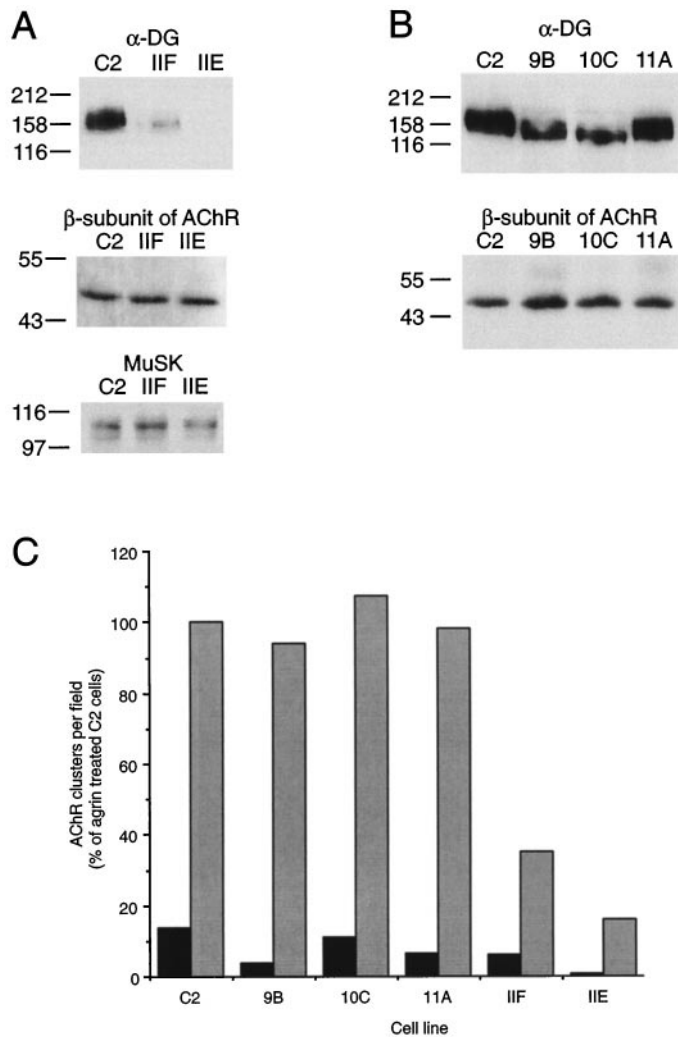 A
α-DG
C2 IIF IIE
212
158
116
β-subunit of AChR
C2 IIF IIE
55
43
MuSK
C2 IIF IIE
116
97
B
α-DG
C2 9B 10C 11A
212
158
116
β-subunit of AChR
C2 9B 10C 11A
55
43
C
AChR clusters per field
(% of agrin treated C2 cells)
120
100
80
60
40
20
0
C2 9B 10C 11A IIF IIE
Cell line